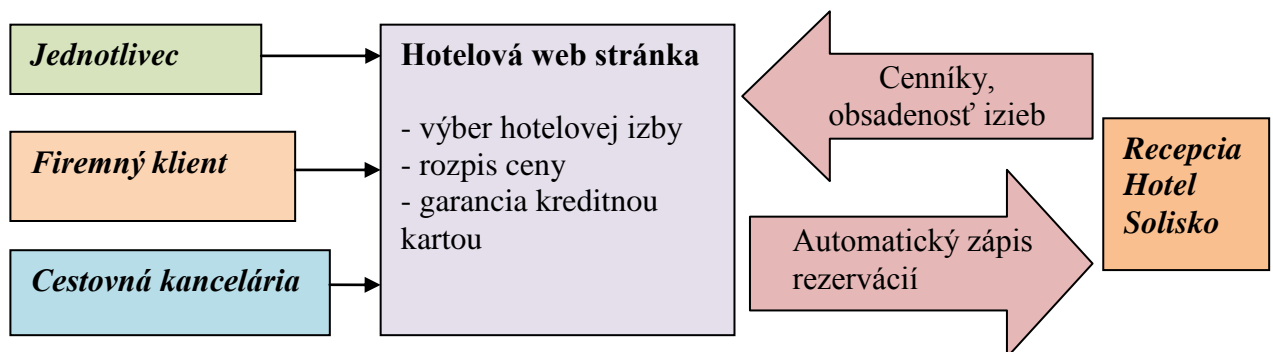 Jednotlivec
Firemný klient
Cestovná kancelária
Hotelová web stránka
- výber hotelovej izby
- rozpis ceny
- garancia kreditnou
kartou
Cenníky,
obsadenosť izieb
Automatický zápis
rezervácií
Recepcia
Hotel
Solisko